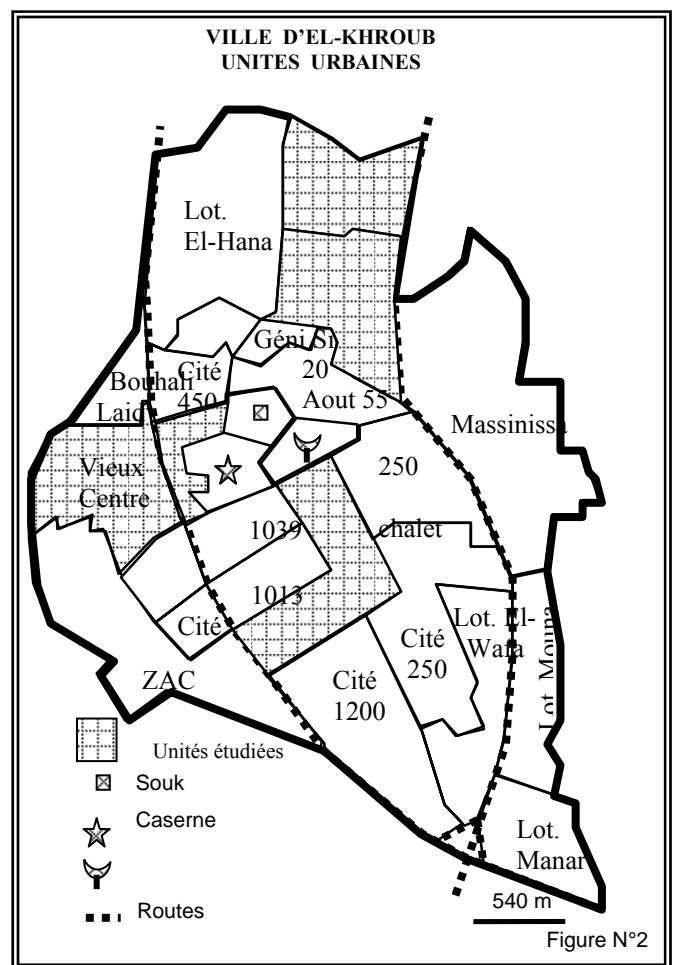 VILLE D'EL-KHROUB
UNITES URBAINES
Lot.
El-Hana
Géni Si
20
Aout 55
Cité
450
Bouhali
Laid
Massinissa
Vieux
Centre
250
chalet
1039
1013
Cité
Lot. El-
Wafa
Cité
250
Lot. Mouna
ZAC
Cité
1200
Lot.
Manar
Unités étudiées
Souk
Caserne
Routes
540 m
Figure N°2